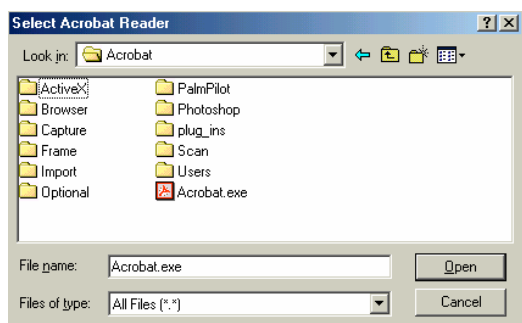 Select Acrobat Reader
Look in: Acrobat
ActiveX PalmPilot
Browser Photoshop
Capture plug_ins
Frame Scan
Import Users
Optional Acrobat.exe
File name: Acrobat.exe Open
Files of type: All Files (*.*) Cancel